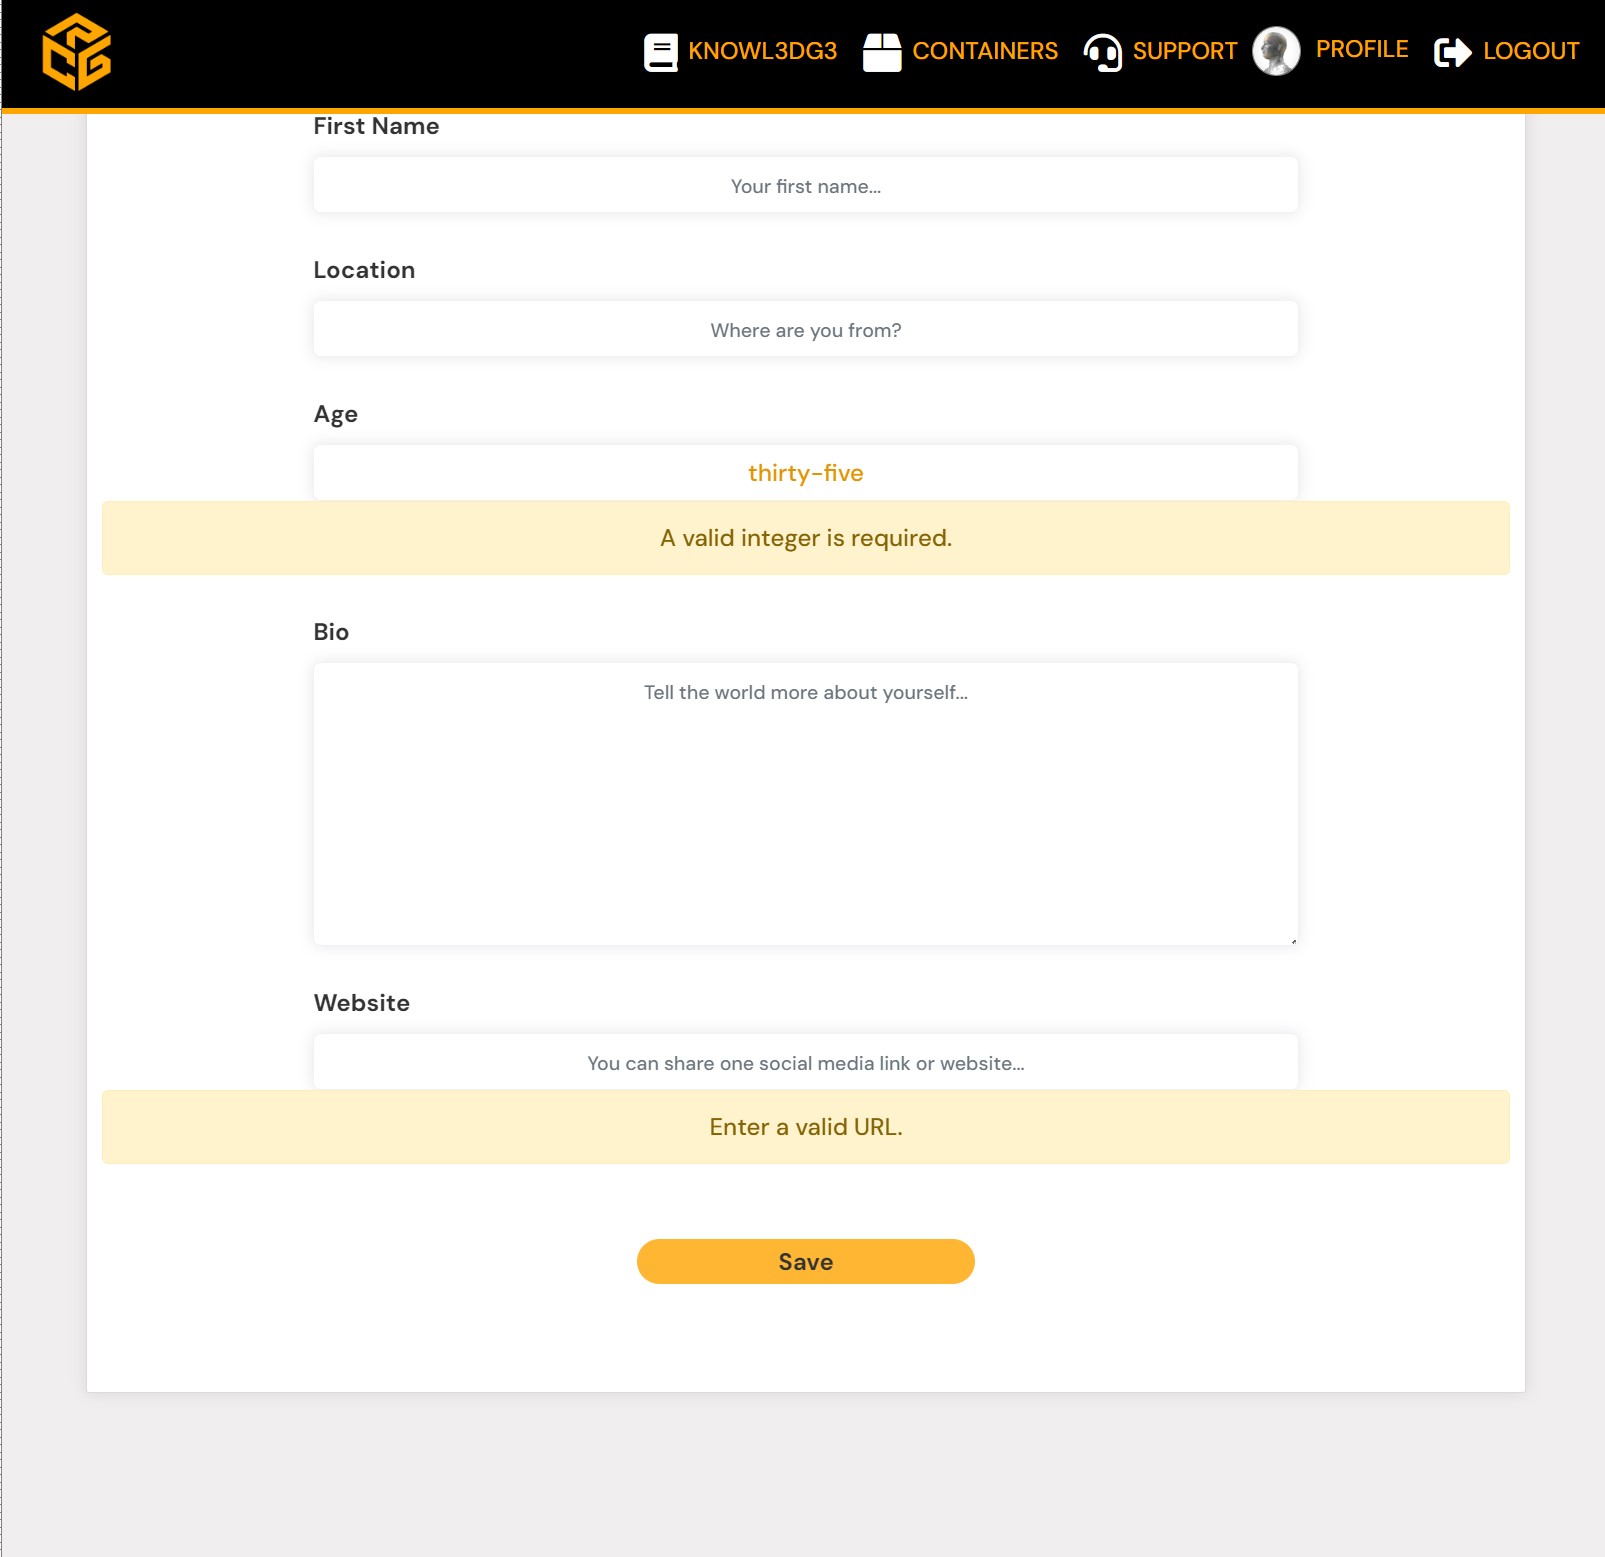 KNOWL3DG3 CONTAINERS SUPPORT PROFILE LOGOUT
First Name
Your first name...
Location
Where are you from?
Age
thirty-five
A valid integer is required.
Bio
Tell the world more about yourself...
Website
You can share one social media link or website...
Enter a valid URL.
Save